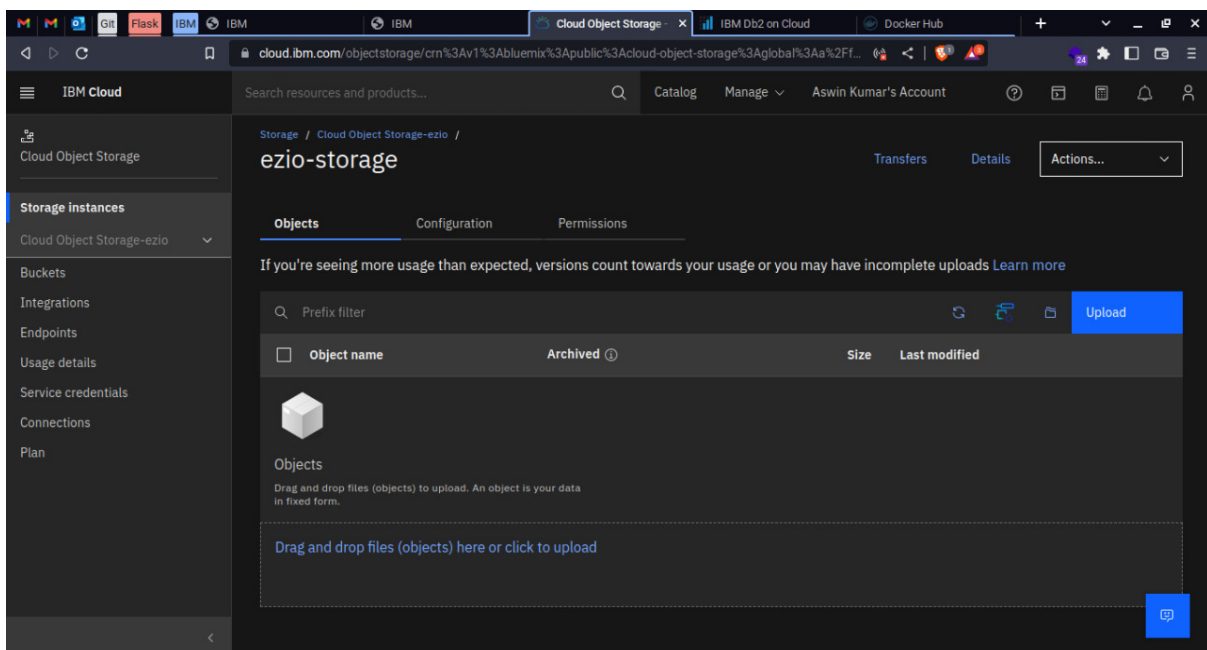 Git Flask IBM IBM IBM Cloud Object Storage - IBM Db2 on Cloud Docker Hub
cloud.ibm.com/objectstorage/crn%3Av1%3Abluemix%3Apublic%3Acloud-object-storage%3Aglobal%3Aa%2Ff... 24
IBM Cloud Search resources and products... Catalog Manage Aswin Kumar's Account
Cloud Object Storage
Storage instances
Cloud Object Storage-ezio
Buckets
Integrations
Endpoints
Usage details
Service credentials
Connections
Plan
Storage / Cloud Object Storage-ezio /
ezio-storage
Transfers Details Actions...
Objects Configuration Permissions
If you're seeing more usage than expected, versions count towards your usage or you may have incomplete uploads Learn more
Prefix filter Upload
Object name Archived Size Last modified
Objects
Drag and drop files (objects) to upload. An object is your data
in fixed form.
Drag and drop files (objects) here or click to upload